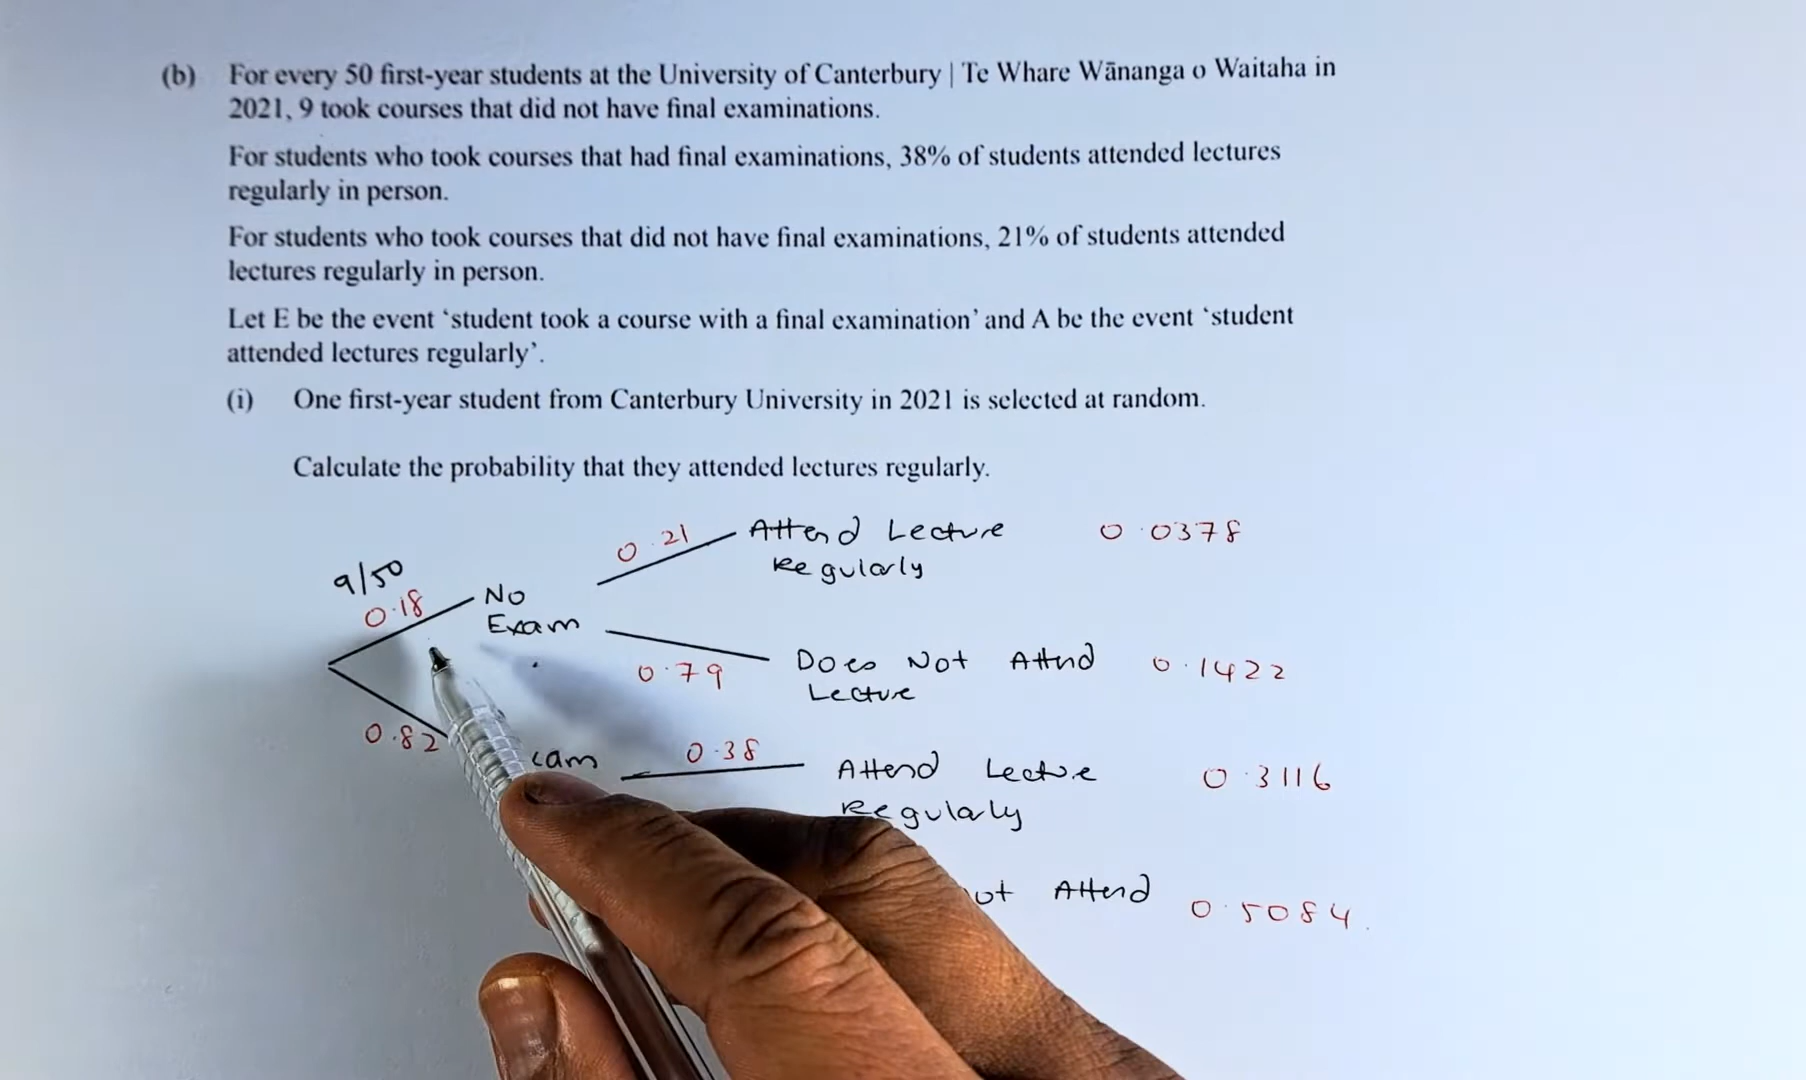 (b) For every 50 first-year students at the University of Canterbury | Te Whare Wānanga o Waitaha in
2021, 9 took courses that did not have final examinations.
For students who took courses that had final examinations, 38% of students attended lectures
regularly in person.
For students who took courses that did not have final examinations, 21% of students attended
lectures regularly in person.
Let E be the event ‘student took a course with a final examination’ and A be the event ‘student
attended lectures regularly’.
(i) One first-year student from Canterbury University in 2021 is selected at random.
Calculate the probability that they attended lectures regularly.
0.21 Attend Lecture 0.0378
Regularly
9/50
0.18 No
Exam
0.79 Does Not Attend 0.1422
Lecture
0.82
0.38 Attend Lecture 0.3116
Regularly
Attend 0.5084.